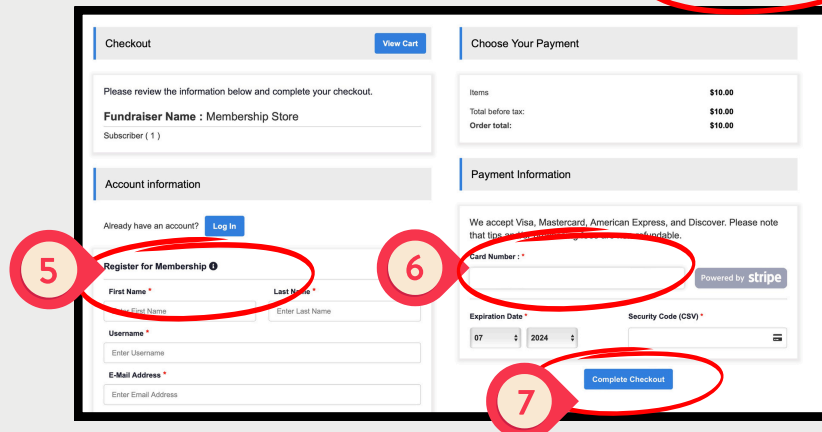 Checkout
View Cart
Please review the information below and complete your checkout.
Fundraiser Name : Membership Store
Subscriber ( 1 )
Account information
Already have an account? Log In
5
Register for Membership
First Name *
Last Name *
Enter First Name
Enter Last Name
Username *
Enter Username
E-Mail Address *
Enter Email Address
Choose Your Payment
Items $10.00
Total before tax: $10.00
Order total: $10.00
Payment Information
We accept Visa, Mastercard, American Express, and Discover. Please note
that tips are refundable.
6
Card Number : *
Powered by stripe
Expiration Date *
Security Code (CSV) *
07
2024
Complete Checkout
7